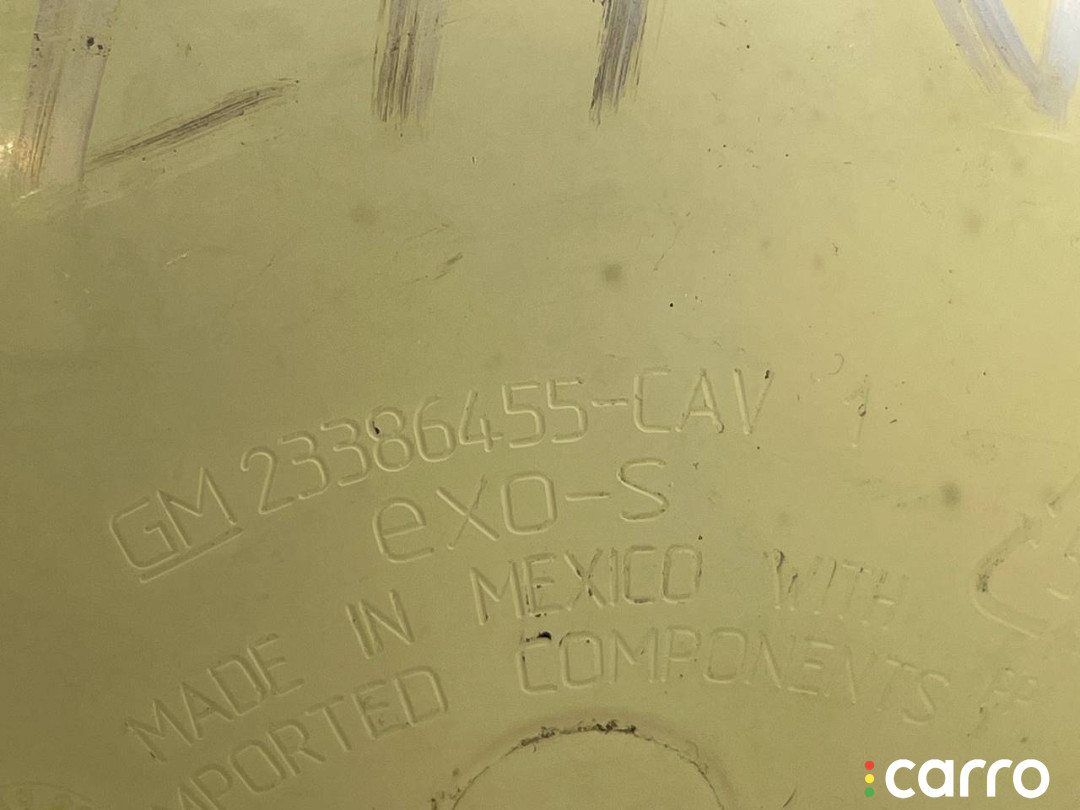 GM 23386455-CAV 1
exo-s
MADE IN MEXICO WITH
IMPORTED COMPONENTS
carro